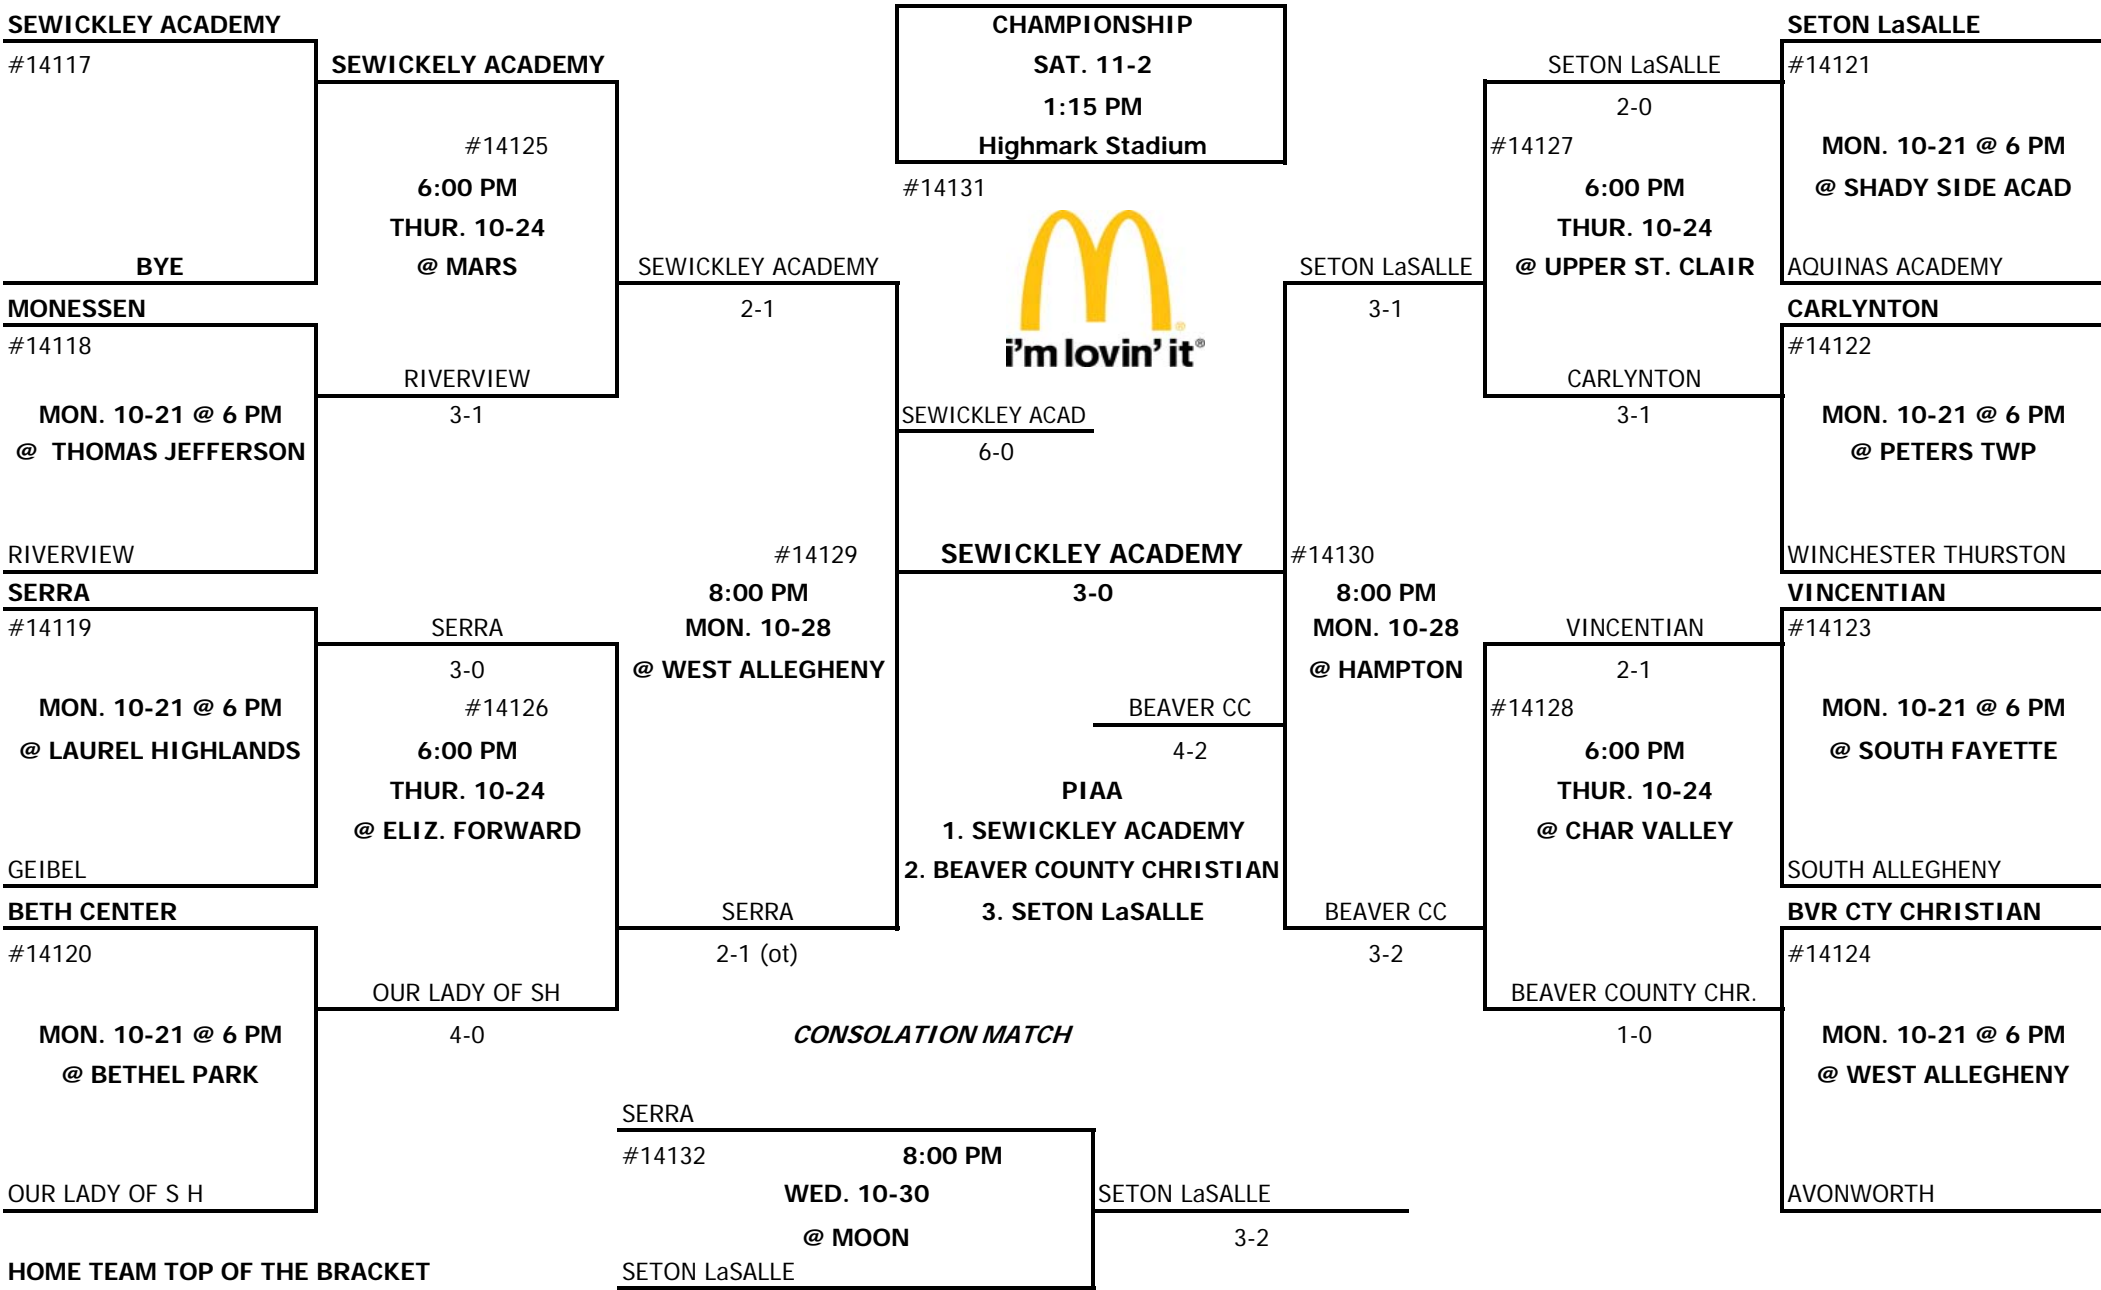 SEWICKLEY ACADEMY
#14117
BYE
MONESSEN
#14118
MON. 10-21 @ 6 PM
@ THOMAS JEFFERSON
RIVERVIEW
SERRA
#14119
MON. 10-21 @ 6 PM
@ LAUREL HIGHLANDS
GEIBEL
BETH CENTER
#14120
MON. 10-21 @ 6 PM
@ BETHEL PARK
OUR LADY OF S H
HOME TEAM TOP OF THE BRACKET
SEWICKELY ACADEMY
#14125
6:00 PM
THUR. 10-24
@ MARS
RIVERVIEW
3-1
SERRA
3-0
#14126
6:00 PM
THUR. 10-24
@ ELIZ. FORWARD
OUR LADY OF SH
4-0
SEWICKLEY ACADEMY
2-1
#14129
8:00 PM
MON. 10-28
@ WEST ALLEGHENY
SERRA
2-1 (ot)
CHAMPIONSHIP
SAT. 11-2
1:15 PM
Highmark Stadium
#14131
i'm lovin' it®
SEWICKLEY ACAD
6-0
SEWICKLEY ACADEMY
3-0
BEAVER CC
4-2
PIAA
1. SEWICKLEY ACADEMY
2. BEAVER COUNTY CHRISTIAN
3. SETON LaSALLE
CONSOLATION MATCH
SERRA
#14132 8:00 PM
WED. 10-30
@ MOON
SETON LaSALLE
SETON LaSALLE
3-2
SETON LaSALLE
3-1
#14130
8:00 PM
MON. 10-28
@ HAMPTON
BEAVER CC
3-2
SETON LaSALLE
2-0
#14127
6:00 PM
THUR. 10-24
@ UPPER ST. CLAIR
CARLYNTON
3-1
VINCENTIAN
2-1
#14128
6:00 PM
THUR. 10-24
@ CHAR VALLEY
BEAVER COUNTY CHR.
1-0
SETON LaSALLE
#14121
MON. 10-21 @ 6 PM
@ SHADY SIDE ACAD
AQUINAS ACADEMY
CARLYNTON
#14122
MON. 10-21 @ 6 PM
@ PETERS TWP
WINCHESTER THURSTON
VINCENTIAN
#14123
MON. 10-21 @ 6 PM
@ SOUTH FAYETTE
SOUTH ALLEGHENY
BVR CTY CHRISTIAN
#14124
MON. 10-21 @ 6 PM
@ WEST ALLEGHENY
AVONWORTH